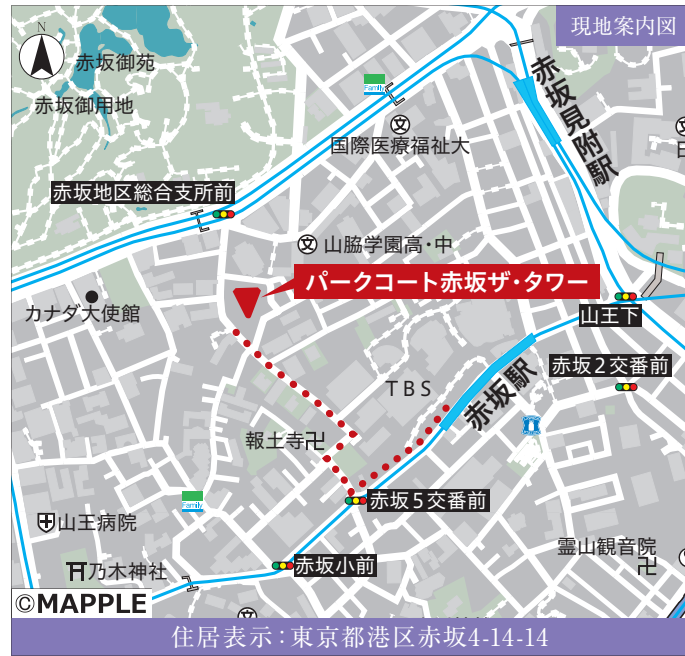 現地案内図
N
赤坂御苑
赤坂御用地
Family
国際医療福祉大
赤坂見附駅
赤坂地区総合支所前
山脇学園高・中
パークコート赤坂ザ・タワー
カナダ大使館
山王下
TBS
赤坂駅
赤坂2交番前
報土寺
赤坂5交番前
Family
山王病院
霊山観音院
赤坂小前
乃木神社
©MAPPLE
住居表示：東京都港区赤坂4-14-14